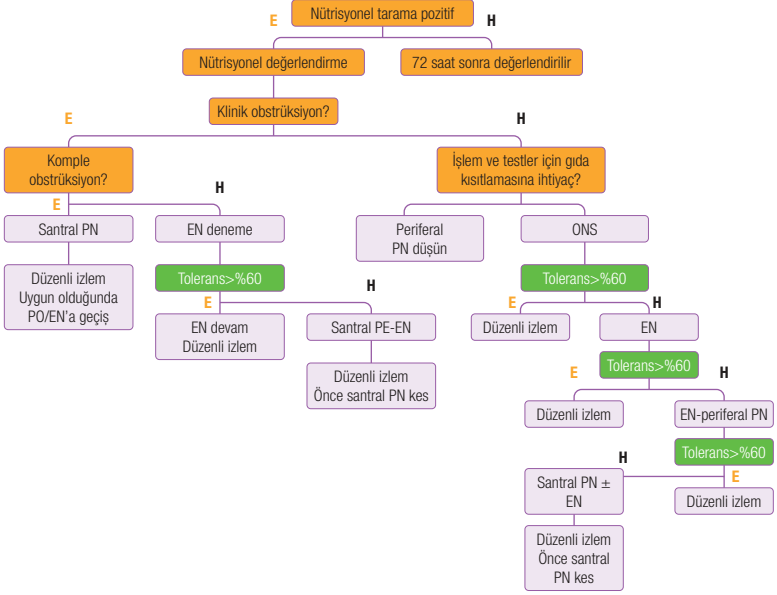 Nütrisyonel tarama pozitif
E
H
Nütrisyonel değerlendirme
72 saat sonra değerlendirilir
Klinik obstrüksiyon?
E
H
Komple
obstrüksiyon?
İşlem ve testler için gıda
kısıtlamasına ihtiyaç?
E
H
Santral PN
EN deneme
Periferal
PN düşün
ONS
Düzenli izlem
Uygun olduğunda
PO/EN'a geçiş
Tolerans>%60
Tolerans>%60
E
H
E
H
EN devam
Düzenli izlem
Santral PE-EN
Düzenli izlem
EN
Düzenli izlem
Önce santral PN kes
Tolerans>%60
E
H
Düzenli izlem
EN-periferal PN
Tolerans>%60
H
E
Santral PN ±
EN
Düzenli izlem
Düzenli izlem
Önce santral
PN kes